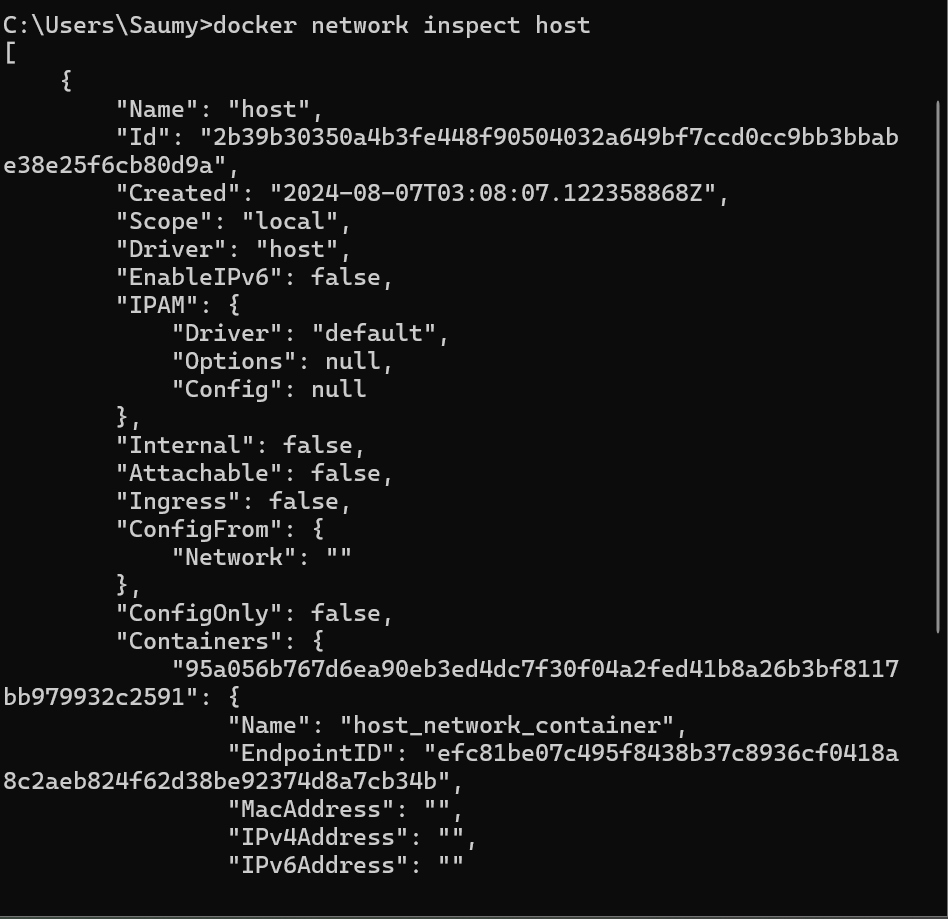 C:\Users\Saumy>docker network inspect host
[
    {
        "Name": "host",
        "Id": "2b39b30350a4b3fe448f90504032a649bf7ccd0cc9bb3bbab
e38e25f6cb80d9a",
        "Created": "2024-08-07T03:08:07.122358868Z",
        "Scope": "local",
        "Driver": "host",
        "EnableIPv6": false,
        "IPAM": {
            "Driver": "default",
            "Options": null,
            "Config": null
        },
        "Internal": false,
        "Attachable": false,
        "Ingress": false,
        "ConfigFrom": {
            "Network": ""
        },
        "ConfigOnly": false,
        "Containers": {
            "95a056b767d6ea90eb3ed4dc7f30f04a2fed41b8a26b3bf8117
bb979932c2591": {
                "Name": "host_network_container",
                "EndpointID": "efc81be07c495f8438b37c8936cf0418a
8c2aeb824f62d38be92374d8a7cb34b",
                "MacAddress": "",
                "IPv4Address": "",
                "IPv6Address": ""